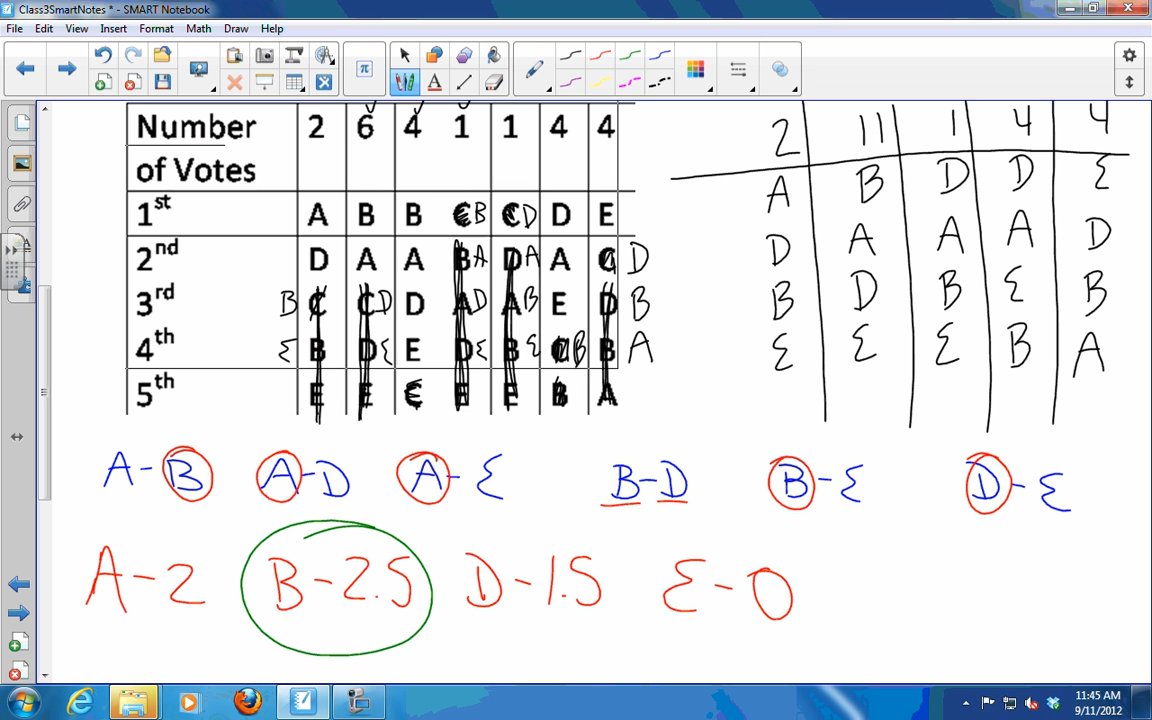 Class3SmartNotes * - SMART Notebook
File Edit View Insert Format Math Draw Help
π
A
Number of Votes 2 6 4 1 1 4 4
1st A B B C B C D D E
2nd D A A B A D A A C D
3rd B C C D D A D A B E D B
4th E B D E E D E B E C B B A
5th E E C E E B A
2 11 1 4 4
A B D D E
D A A A D
B D B E B
E E E B A
A-B A-D A-E B-D B-E D-E
A-2 B-2.5 D-1.5 E-0
11:45 AM
9/11/2012